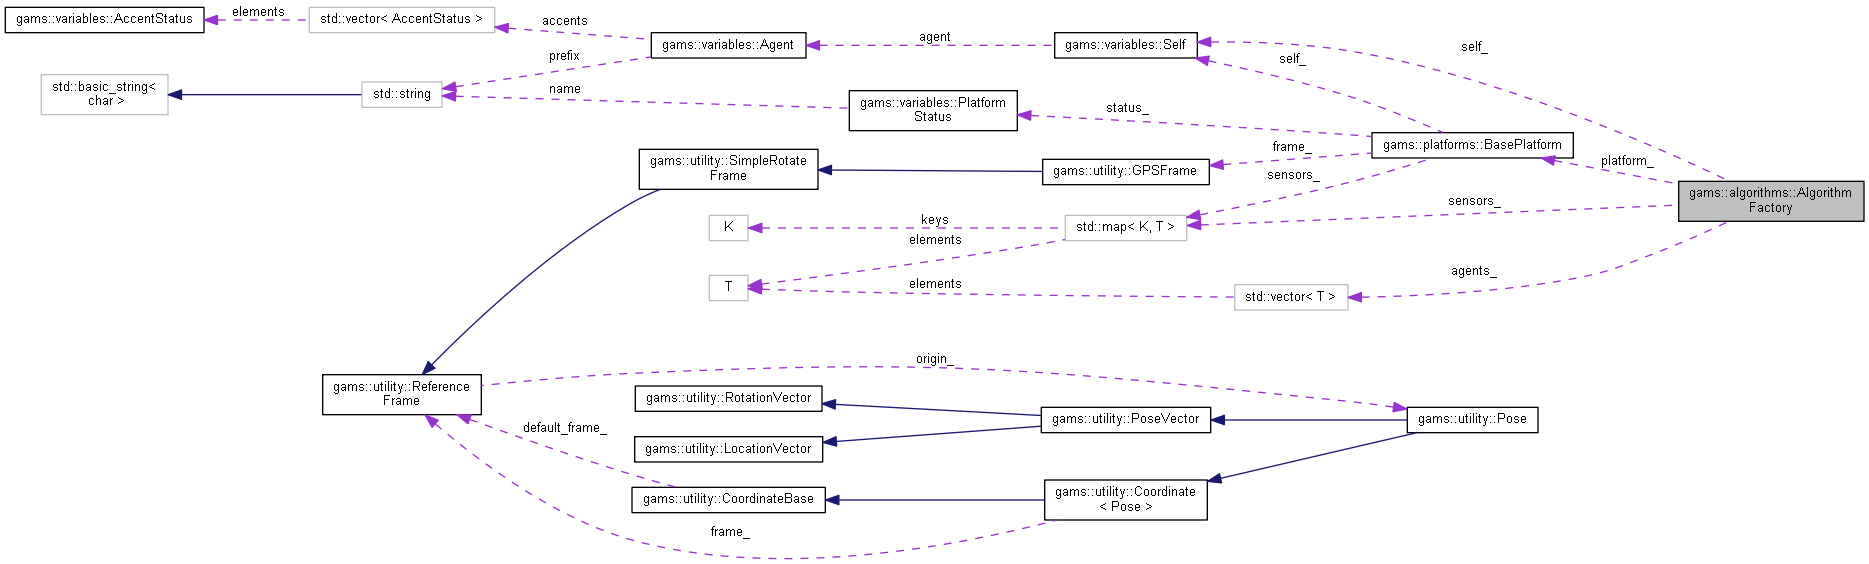 gams::variables::AccentStatus
elements
std::vector< AccentStatus >
accents
gams::variables::Agent
agent
gams::variables::Self
self_
self_
prefix
std::basic_string<
char >
std::string
name
gams::variables::Platform
Status
status_
gams::platforms::BasePlatform
platform_
gams::algorithms::Algorithm
Factory
gams::utility::SimpleRotate
Frame
gams::utility::GPSFrame
frame_
sensors_
sensors_
K
keys
std::map< K, T >
elements
T
elements
std::vector< T >
agents_
gams::utility::Reference
Frame
origin_
gams::utility::RotationVector
gams::utility::PoseVector
gams::utility::Pose
default_frame_
gams::utility::LocationVector
gams::utility::CoordinateBase
gams::utility::Coordinate
< Pose >
frame_